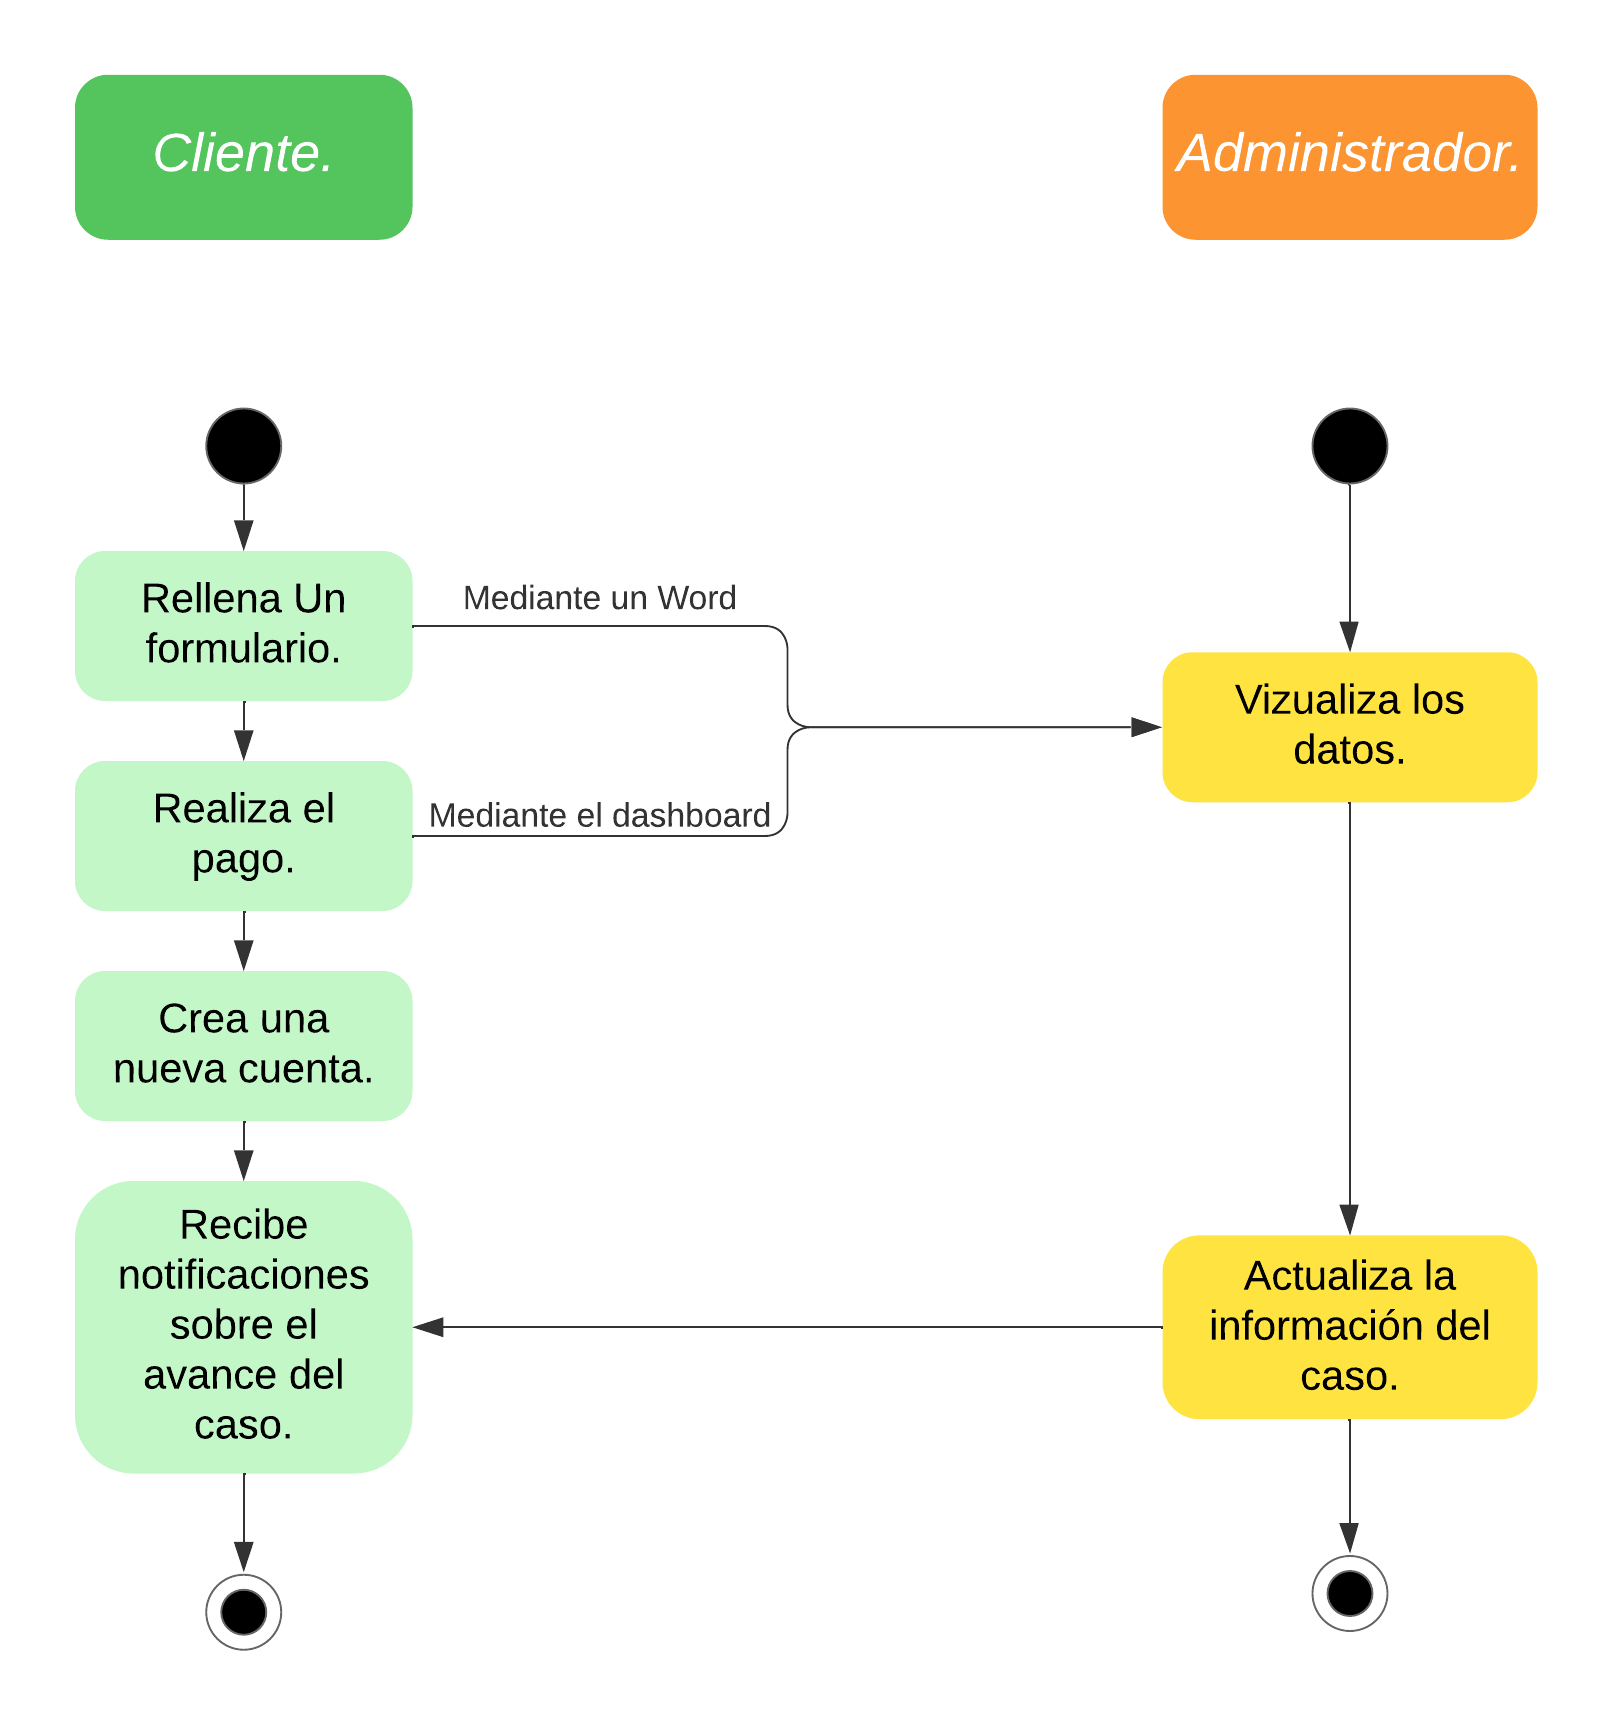 Cliente.
Administrador.
Rellena Un
formulario.
Mediante un Word
Vizualiza los
datos.
Realiza el
pago.
Mediante el dashboard
Crea una
nueva cuenta.
Recibe
notificaciones
sobre el
avance del
caso.
Actualiza la
información del
caso.